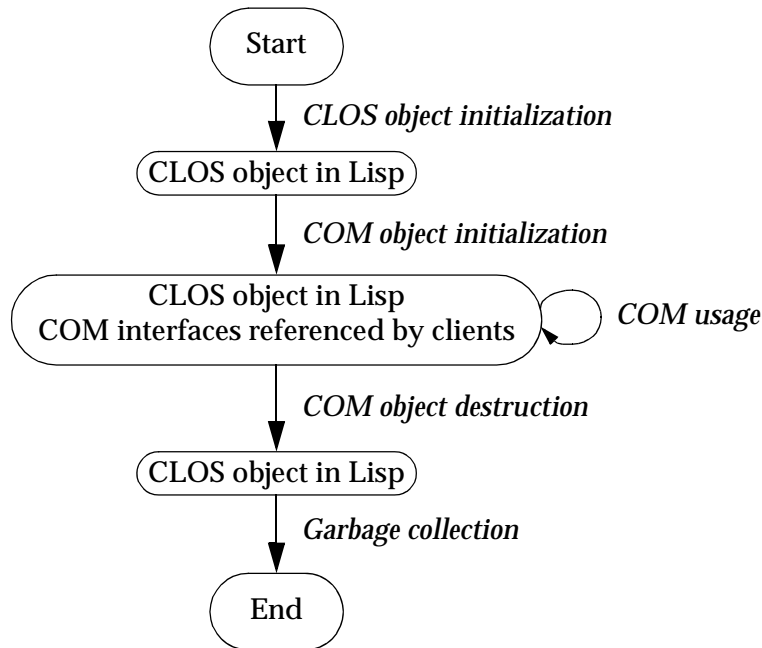 Start
CLOS object initialization
CLOS object in Lisp
COM object initialization
CLOS object in Lisp
COM interfaces referenced by clients
COM usage
COM object destruction
CLOS object in Lisp
Garbage collection
End